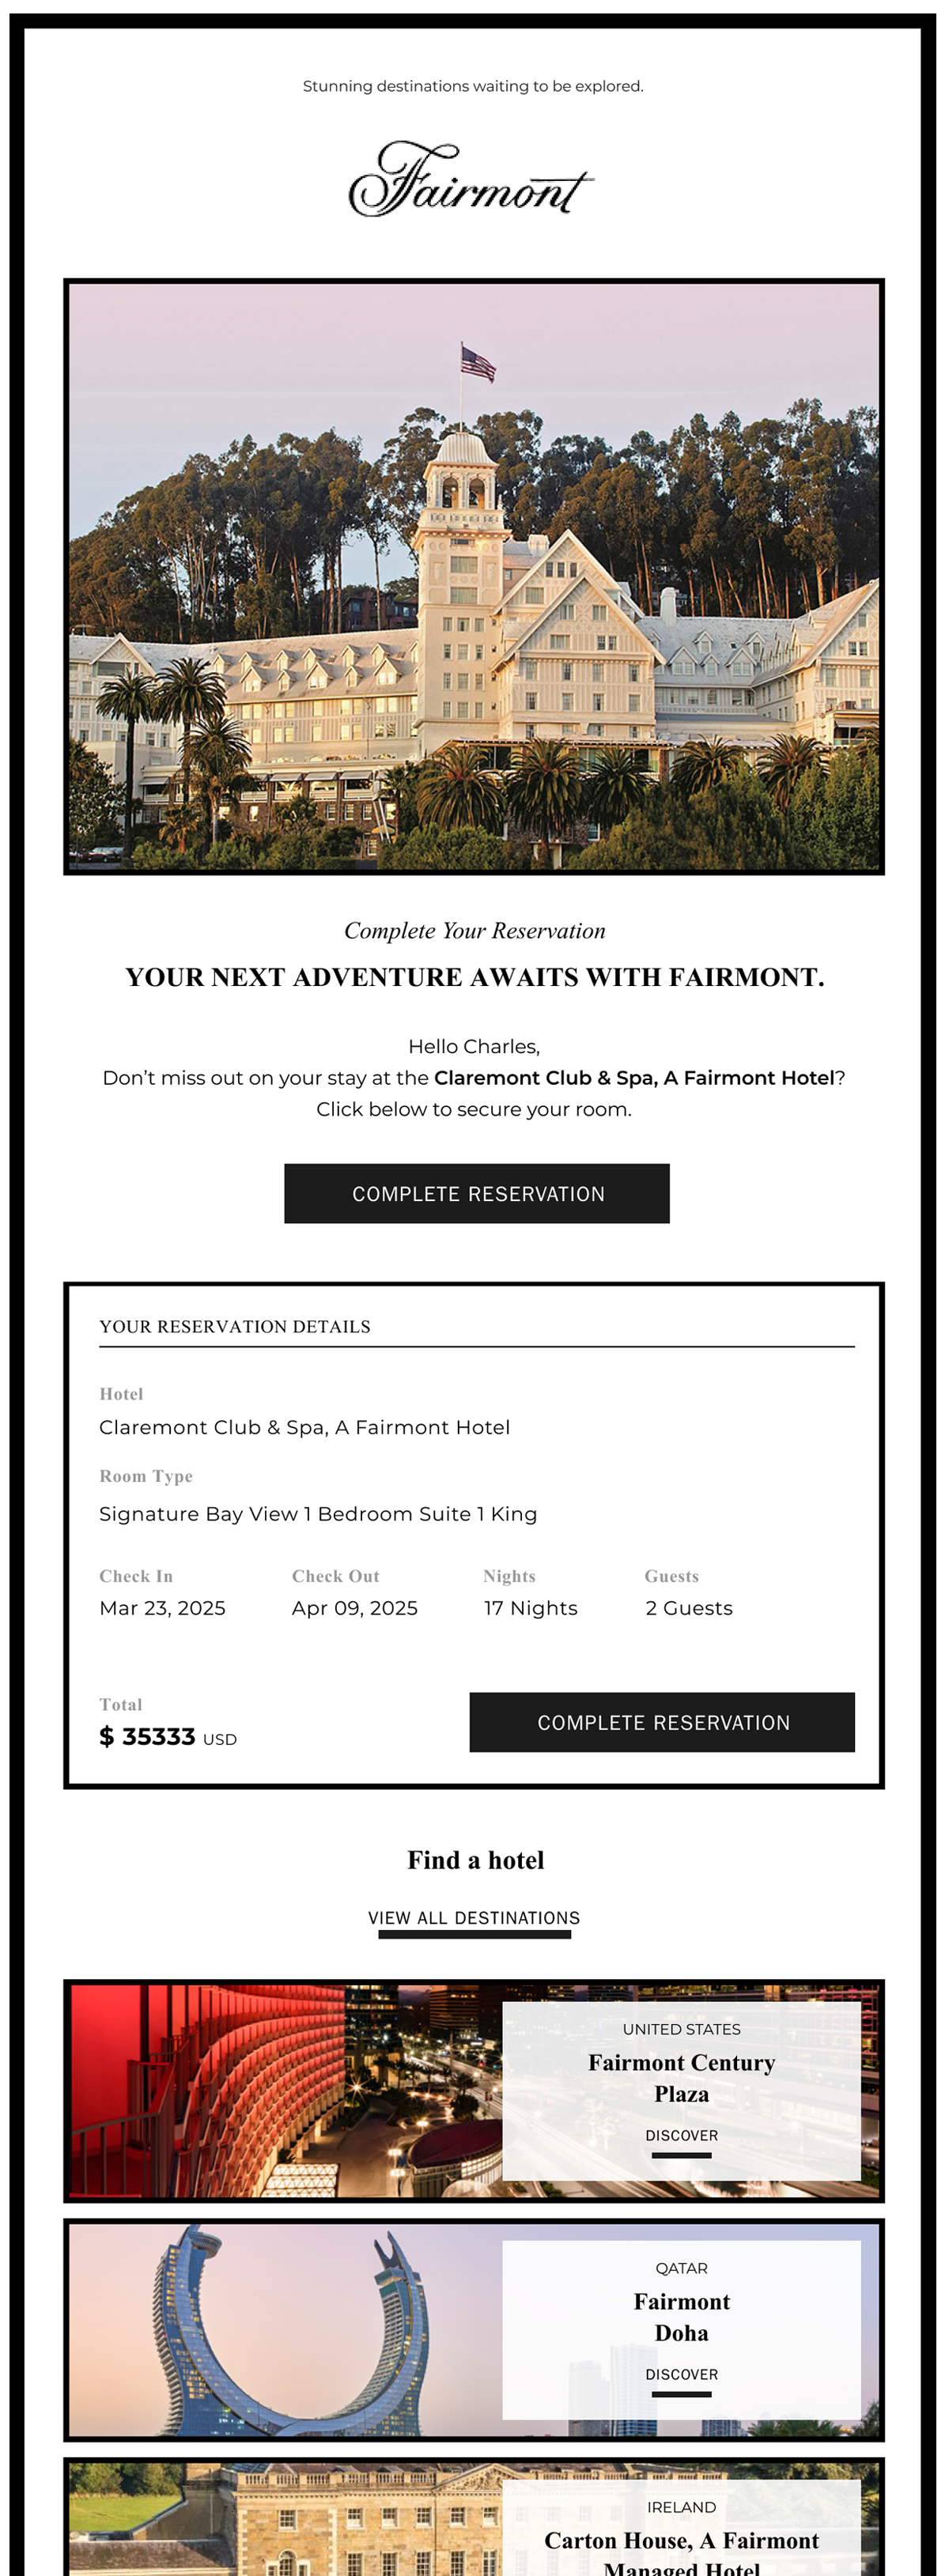 Stunning destinations waiting to be explored.
Fairmont
Complete Your Reservation
YOUR NEXT ADVENTURE AWAITS WITH FAIRMONT.
Hello Charles,
Don’t miss out on your stay at the Claremont Club & Spa, A Fairmont Hotel?
Click below to secure your room.
COMPLETE RESERVATION
YOUR RESERVATION DETAILS
Hotel
Claremont Club & Spa, A Fairmont Hotel
Room Type
Signature Bay View 1 Bedroom Suite 1 King
Check In Check Out Nights Guests
Mar 23, 2025 Apr 09, 2025 17 Nights 2 Guests
Total
$ 35333 USD
COMPLETE RESERVATION
Find a hotel
VIEW ALL DESTINATIONS
UNITED STATES
Fairmont Century
Plaza
DISCOVER
QATAR
Fairmont
Doha
DISCOVER
IRELAND
Carton House, A Fairmont
Managed Hotel